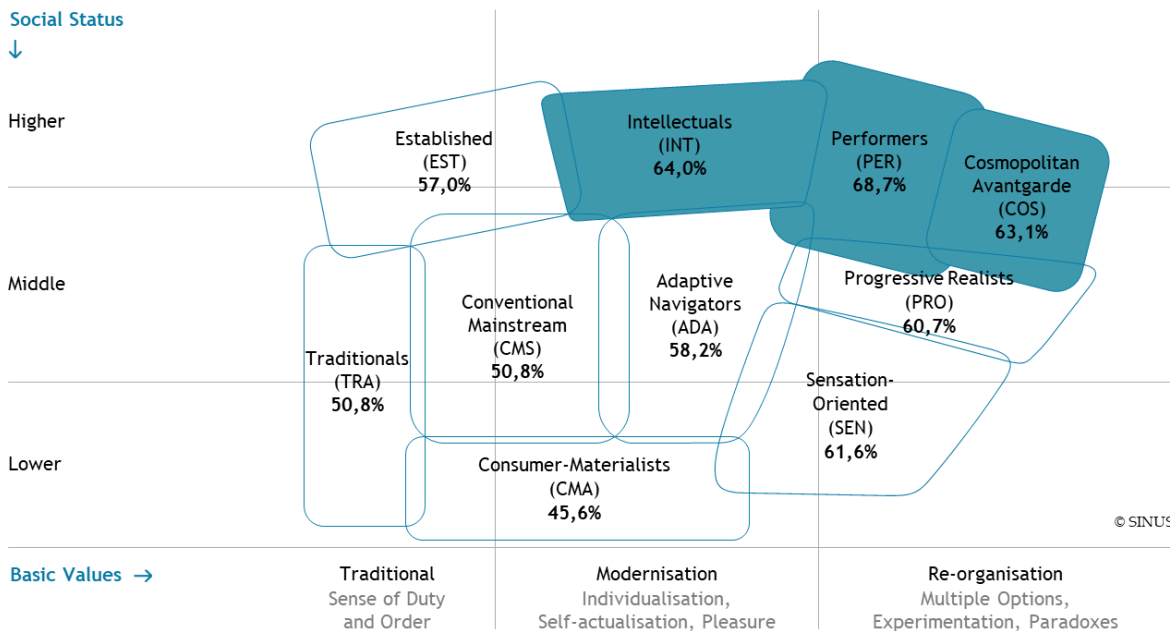 Social Status
↓
Higher
Established
(EST)
57,0%
Intellectuals
(INT)
64,0%
Performers
(PER)
68,7%
Cosmopolitan
Avantgarde
(COS)
63,1%
Middle
Traditionals
(TRA)
50,8%
Conventional
Mainstream
(CMS)
50,8%
Adaptive
Navigators
(ADA)
58,2%
Progressive Realists
(PRO)
60,7%
Sensation-
Oriented
(SEN)
61,6%
Lower
Consumer-Materialists
(CMA)
45,6%
© SINUS
Basic Values →
Traditional
Sense of Duty
and Order
Modernisation
Individualisation,
Self-actualisation, Pleasure
Re-organisation
Multiple Options,
Experimentation, Paradoxes